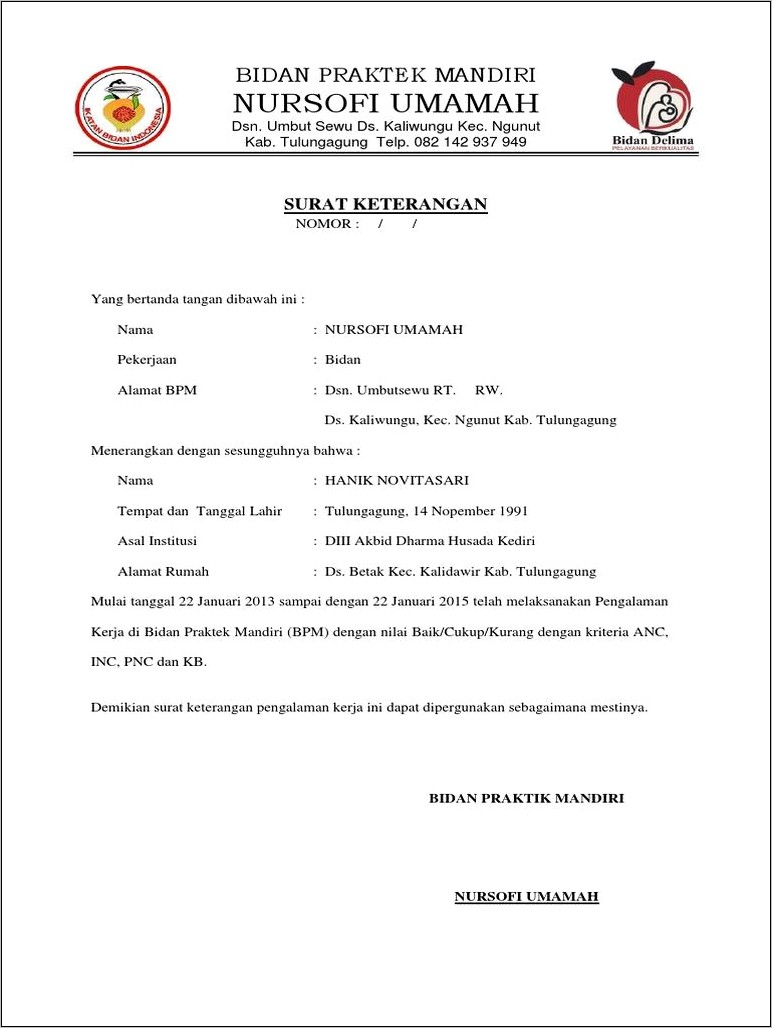 BIDAN PRAKTEK MANDIRI
NURSOFI UMAMAH
Dsn. Umbut Sewu Ds. Kaliwungu Kec. Ngunut
Kab. Tulungagung Telp. 082 142 937 949
IKATAN BIDAN INDONESIA
Bidan Delima
PELAYANAN BERKUALITAS
SURAT KETERANGAN
NOMOR : / /
Yang bertanda tangan dibawah ini :
Nama : NURSOFI UMAMAH
Pekerjaan : Bidan
Alamat BPM : Dsn. Umbutsewu RT. RW.
Ds. Kaliwungu, Kec. Ngunut Kab. Tulungagung
Menerangkan dengan sesungguhnya bahwa :
Nama : HANIK NOVITASARI
Tempat dan Tanggal Lahir : Tulungagung, 14 Nopember 1991
Asal Institusi : DIII Akbid Dharma Husada Kediri
Alamat Rumah : Ds. Betak Kec. Kalidawir Kab. Tulungagung
Mulai tanggal 22 Januari 2013 sampai dengan 22 Januari 2015 telah melaksanakan Pengalaman
Kerja di Bidan Praktek Mandiri (BPM) dengan nilai Baik/Cukup/Kurang dengan kriteria ANC,
INC, PNC dan KB.
Demikian surat keterangan pengalaman kerja ini dapat dipergunakan sebagaimana mestinya.
BIDAN PRAKTIK MANDIRI
NURSOFI UMAMAH